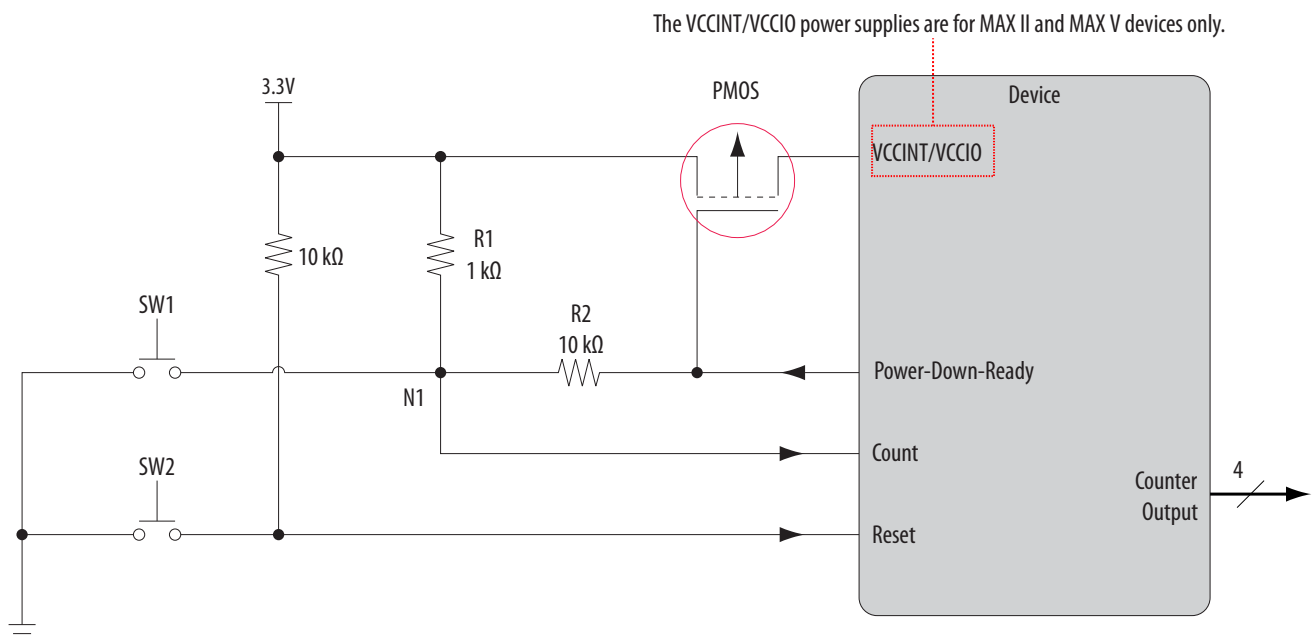 The VCCINT/VCCIO power supplies are for MAX II and MAX V devices only.
3.3V
PMOS
Device
VCCINT/VCCIO
10 kΩ
R1
1 kΩ
SW1
R2
10 kΩ
N1
Power-Down-Ready
Count
SW2
Counter
Output
4
Reset